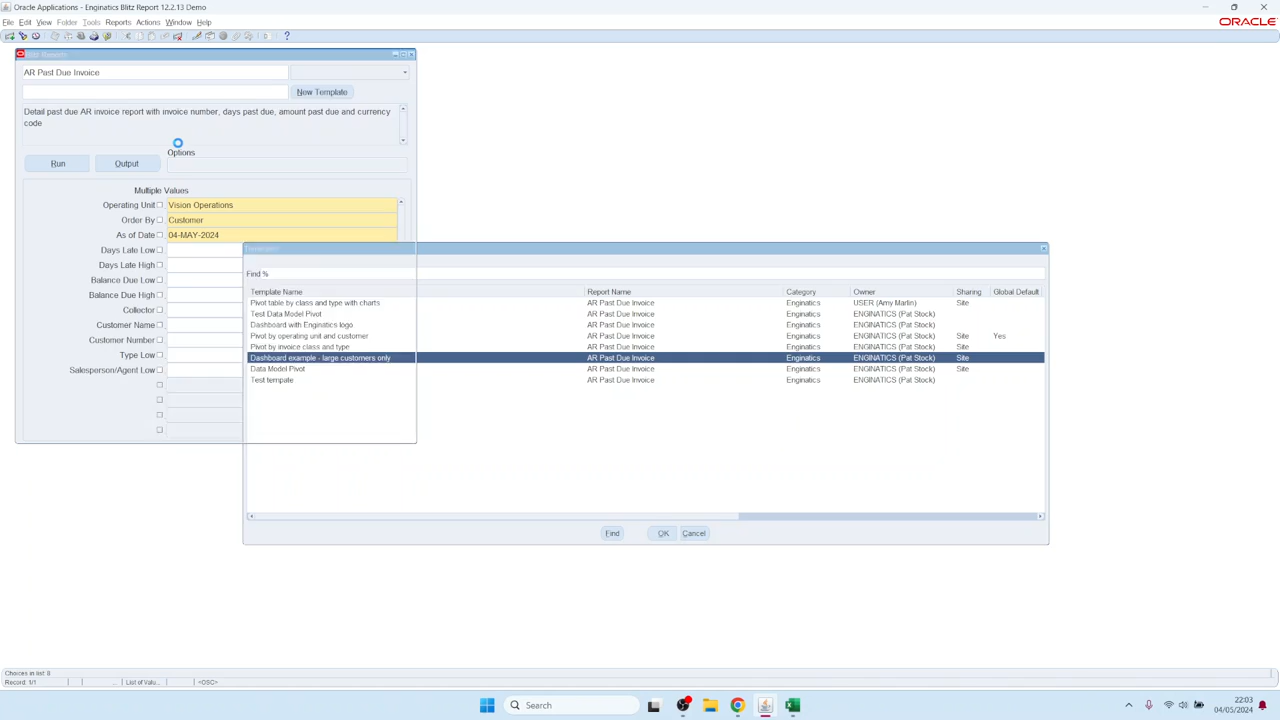 Oracle Applications - Enginatics Blitz Report 12.2.13 Demo
File Edit View Folder Tools Reports Actions Window Help
ORACLE
Blitz Reports
AR Past Due Invoice
New Template
Detail past due AR invoice report with invoice number, days past due, amount past due and currency
code
Options
Run Output
Multiple Values
Operating Unit Vision Operations
Order By Customer
As of Date 04-MAY-2024
Days Late Low
Days Late High
Balance Due Low
Balance Due High
Collector
Customer Name
Customer Number
Type Low
Salesperson/Agent Low
Find %
Template Name Report Name Category Owner Sharing Global Default
Pivot table by class and type with charts AR Past Due Invoice Enginatics USER (Amy Martin) Site
Test Data Model Pivot AR Past Due Invoice Enginatics ENGINATICS (Pat Stock)
Dashboard with Enginatics logo AR Past Due Invoice Enginatics ENGINATICS (Pat Stock)
Pivot by operating unit and customer AR Past Due Invoice Enginatics ENGINATICS (Pat Stock) Site Yes
Pivot by invoice class and type AR Past Due Invoice Enginatics ENGINATICS (Pat Stock) Site
Dashboard example - large customers only AR Past Due Invoice Enginatics ENGINATICS (Pat Stock) Site
Data Model Pivot AR Past Due Invoice Enginatics ENGINATICS (Pat Stock) Site
Test tempate AR Past Due Invoice Enginatics ENGINATICS (Pat Stock)
Find OK Cancel
Choices in list: 8
Record: 1/1 ... List of Valu... <OSC>
Search
22:03
04/05/2024